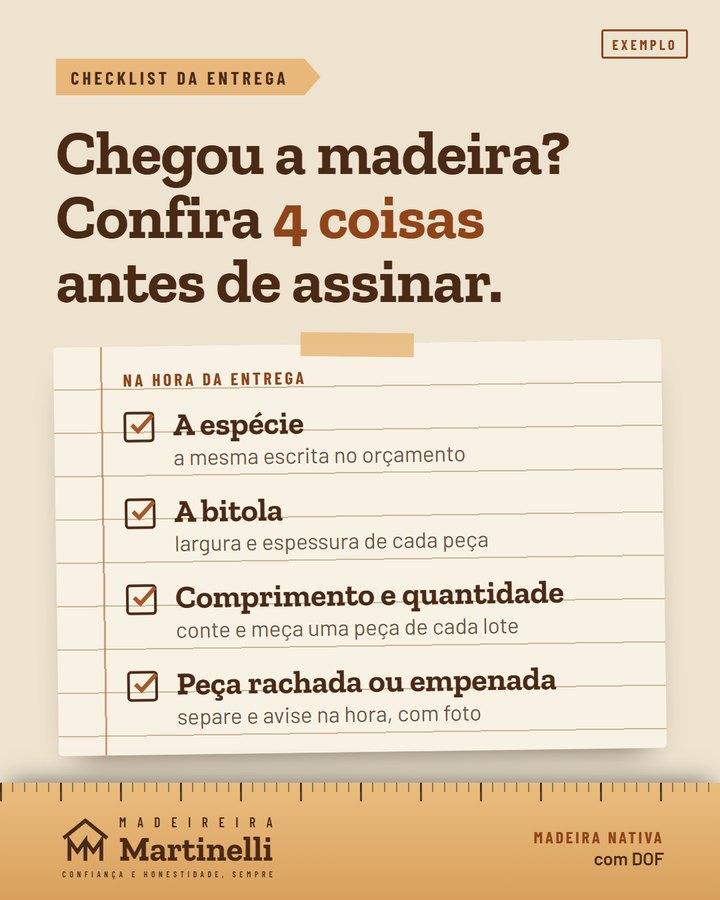 EXEMPLO
CHECKLIST DA ENTREGA
Chegou a madeira?
Confira 4 coisas
antes de assinar.
NA HORA DA ENTREGA
A espécie
a mesma escrita no orçamento
A bitola
largura e espessura de cada peça
Comprimento e quantidade
conte e meça uma peça de cada lote
Peça rachada ou empenada
separe e avise na hora, com foto
MADEIREIRA
Martinelli
CONFIANÇA E HONESTIDADE, SEMPRE
MADEIRA NATIVA
com DOF